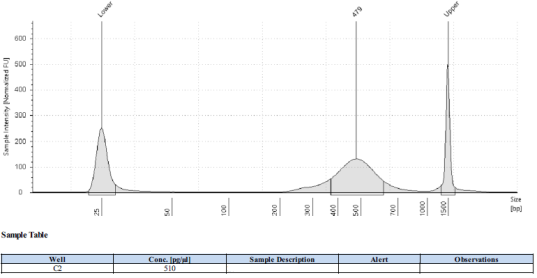 Lower
479
Upper
Sample Intensity [Normalized FU]
600
500
400
300
200
100
0
25
50
100
200
300
400
500
700
1000
1500
Size
[bp]
Sample Table
Well Conc. [pg/µl] Sample Description Alert Observations
C2 510